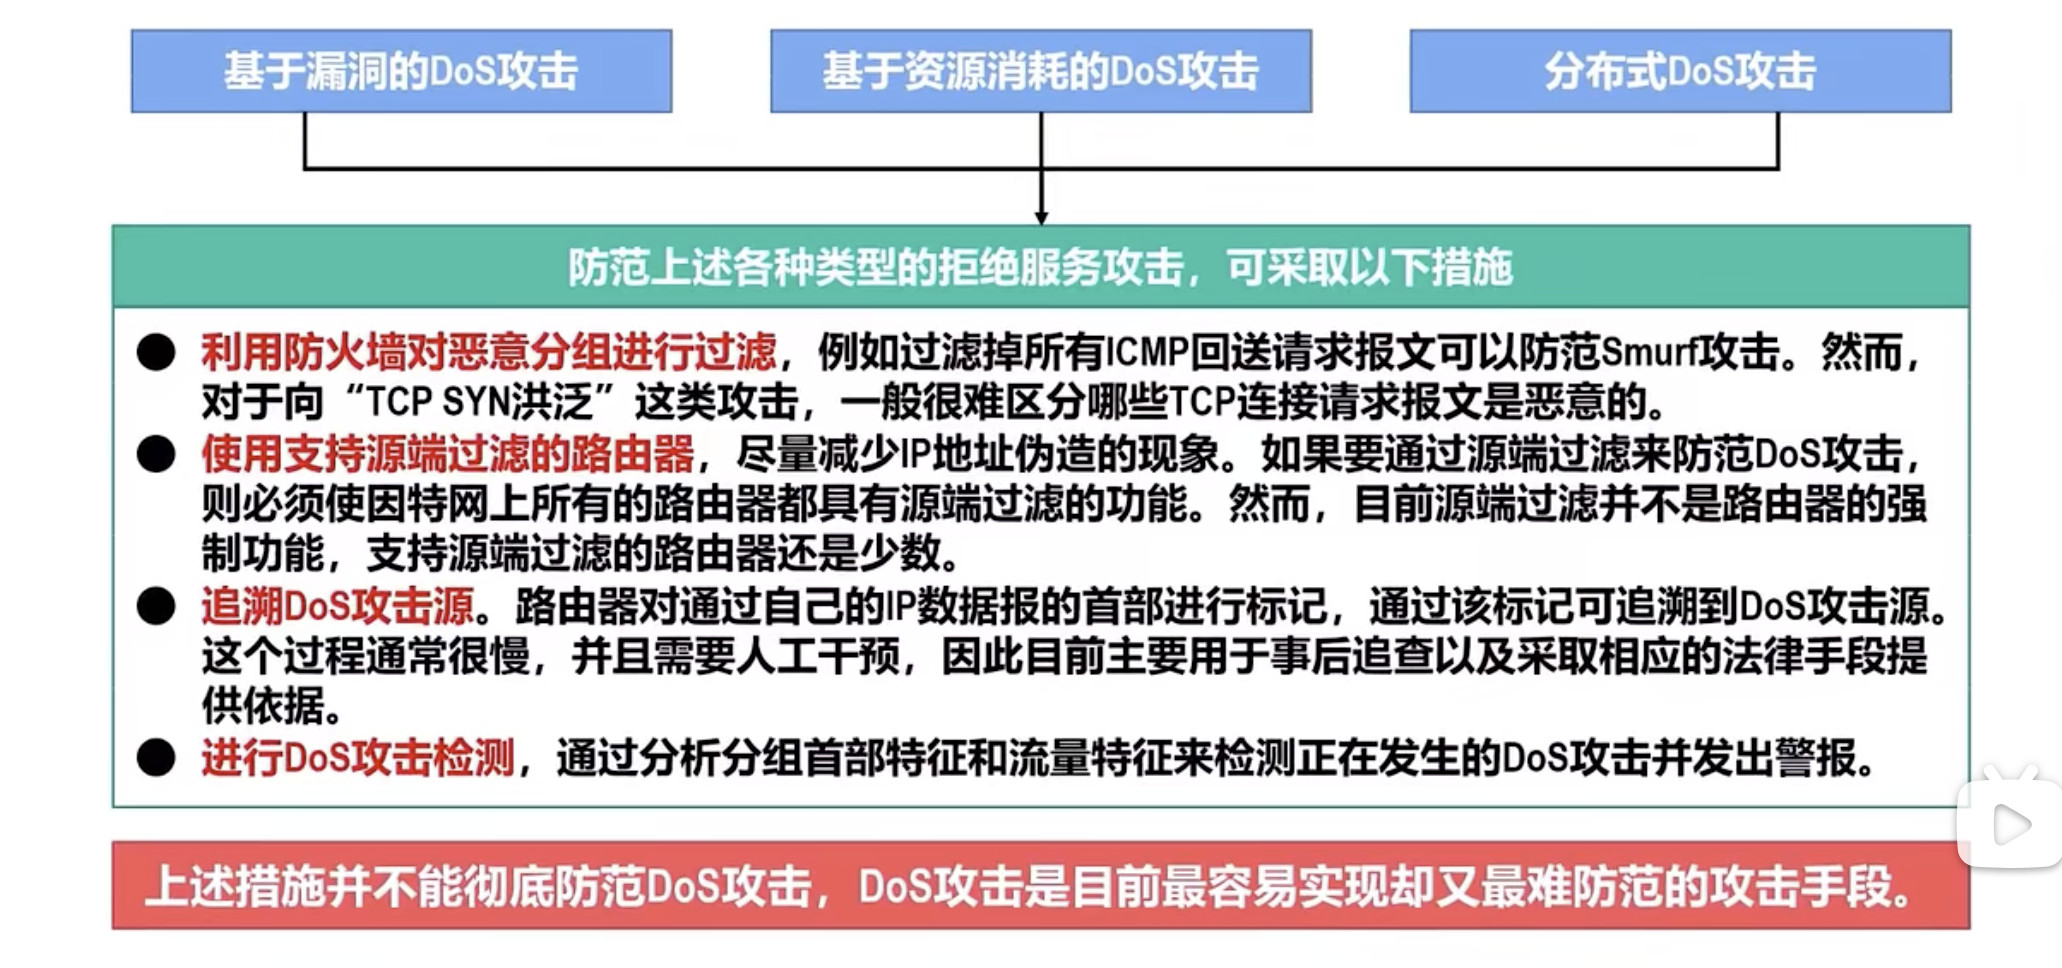 基于漏洞的DoS攻击
基于资源消耗的DoS攻击
分布式DoS攻击
防范上述各种类型的拒绝服务攻击，可采取以下措施
● 利用防火墙对恶意分组进行过滤，例如过滤掉所有ICMP回送请求报文可以防范Smurf攻击。然而，
对于向“TCP SYN洪泛”这类攻击，一般很难区分哪些TCP连接请求报文是恶意的。
● 使用支持源端过滤的路由器，尽量减少IP地址伪造的现象。如果要通过源端过滤来防范DoS攻击，
则必须使因特网上所有的路由器都具有源端过滤的功能。然而，目前源端过滤并不是路由器的强
制功能，支持源端过滤的路由器还是少数。
● 追溯DoS攻击源。路由器对通过自己的IP数据报的首部进行标记，通过该标记可追溯到DoS攻击源。
这个过程通常很慢，并且需要人工干预，因此目前主要用于事后追查以及采取相应的法律手段提
供依据。
● 进行DoS攻击检测，通过分析分组首部特征和流量特征来检测正在发生的DoS攻击并发出警报。
上述措施并不能彻底防范DoS攻击，DoS攻击是目前最容易实现却又最难防范的攻击手段。